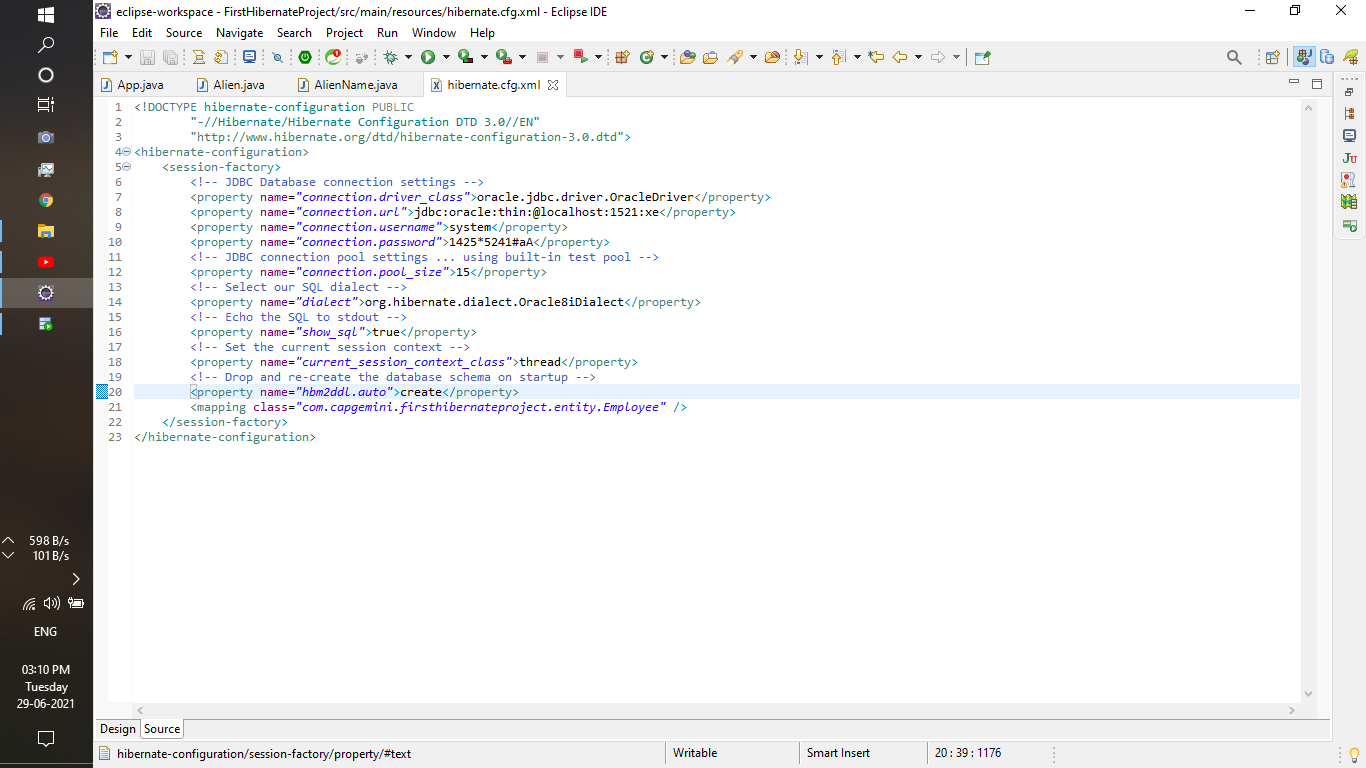 eclipse-workspace - FirstHibernateProject/src/main/resources/hibernate.cfg.xml - Eclipse IDE
File Edit Source Navigate Search Project Run Window Help
App.java Alien.java AlienName.java hibernate.cfg.xml
1 <!DOCTYPE hibernate-configuration PUBLIC
2 "-//Hibernate/Hibernate Configuration DTD 3.0//EN"
3 "http://www.hibernate.org/dtd/hibernate-configuration-3.0.dtd">
4 <hibernate-configuration>
5 <session-factory>
6 <!-- JDBC Database connection settings -->
7 <property name="connection.driver_class">oracle.jdbc.driver.OracleDriver</property>
8 <property name="connection.url">jdbc:oracle:thin:@localhost:1521:xe</property>
9 <property name="connection.username">system</property>
10 <property name="connection.password">1425*5241#aA</property>
11 <!-- JDBC connection pool settings ... using built-in test pool -->
12 <property name="connection.pool_size">15</property>
13 <!-- Select our SQL dialect -->
14 <property name="dialect">org.hibernate.dialect.Oracle8iDialect</property>
15 <!-- Echo the SQL to stdout -->
16 <property name="show_sql">true</property>
17 <!-- Set the current session context -->
18 <property name="current_session_context_class">thread</property>
19 <!-- Drop and re-create the database schema on startup -->
20 <property name="hbm2ddl.auto">create</property>
21 <mapping class="com.capgemini.firsthibernateproject.entity.Employee" />
22 </session-factory>
23 </hibernate-configuration>
Design Source
hibernate-configuration/session-factory/property/#text Writable Smart Insert 20 : 39 : 1176
598 B/s
101 B/s
ENG
03:10 PM
Tuesday
29-06-2021